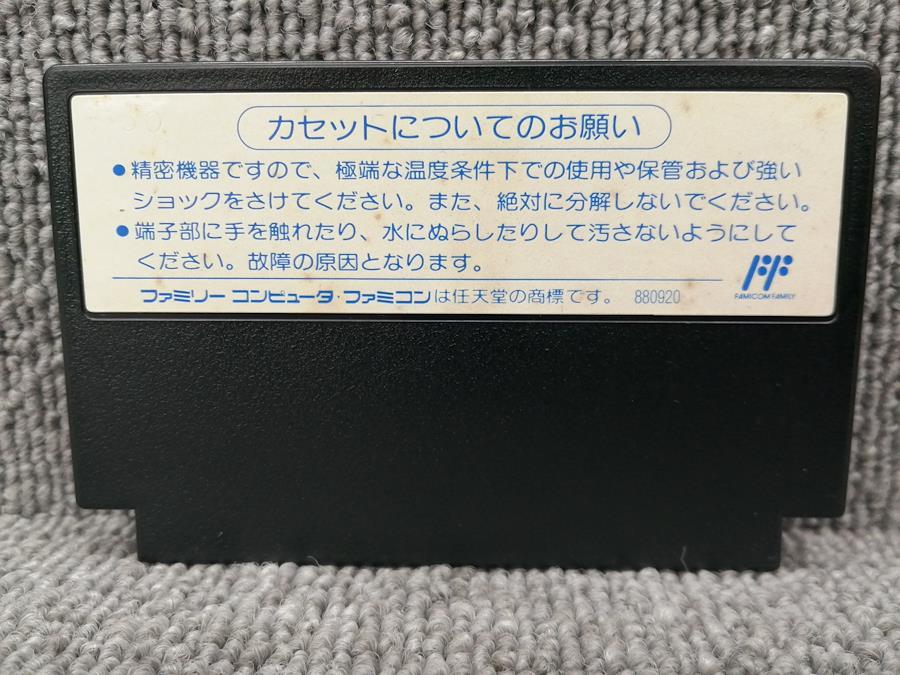 カセットについてのお願い
●精密機器ですので、極端な温度条件下での使用や保管および強い
ショックをさけてください。また、絶対に分解しないでください。
●端子部に手を触れたり、水にぬらしたりして汚さないようにして
ください。故障の原因となります。
FF
FAMICOM FAMILY
ファミリー コンピュータ・ファミコンは任天堂の商標です。 880920